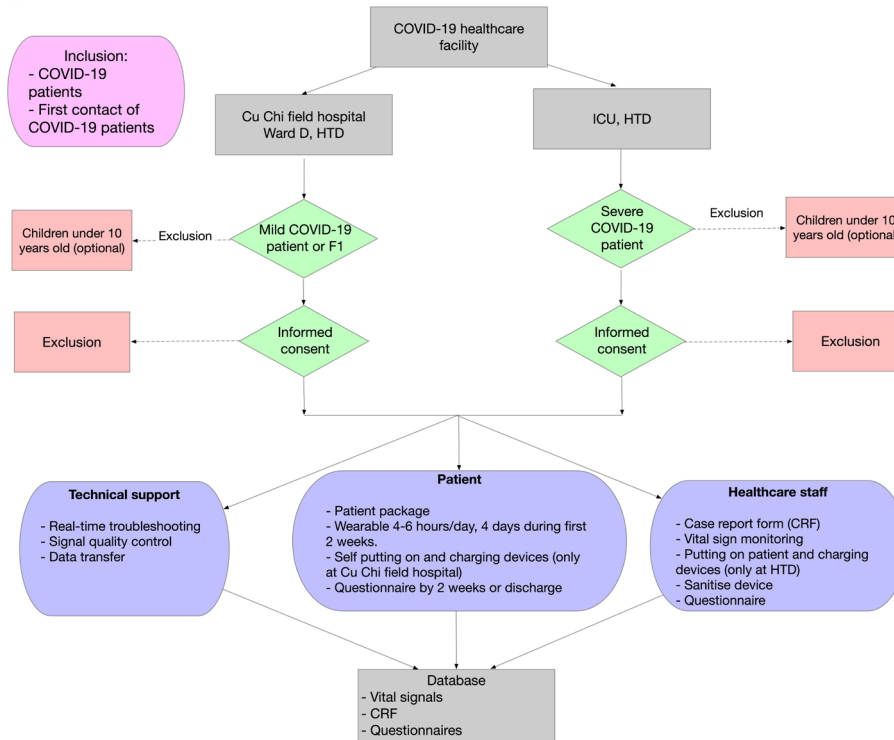 COVID-19 healthcare
facility
Inclusion:
- COVID-19
patients
- First contact of
COVID-19 patients
Cu Chi field hospital
Ward D, HTD
ICU, HTD
Children under 10
years old (optional)
Exclusion
Mild COVID-19
patient or F1
Severe
COVID-19
patient
Exclusion
Children under 10
years old (optional)
Exclusion
Informed
consent
Informed
consent
Exclusion
Technical support
- Real-time troubleshooting
- Signal quality control
- Data transfer
Patient
- Patient package
- Wearable 4-6 hours/day, 4 days during first
2 weeks.
- Self putting on and charging devices (only
at Cu Chi field hospital)
- Questionnaire by 2 weeks or discharge
Healthcare staff
- Case report form (CRF)
- Vital sign monitoring
- Putting on patient and charging
devices (only at HTD)
- Sanitise device
- Questionnaire
Database
- Vital signals
- CRF
- Questionnaires